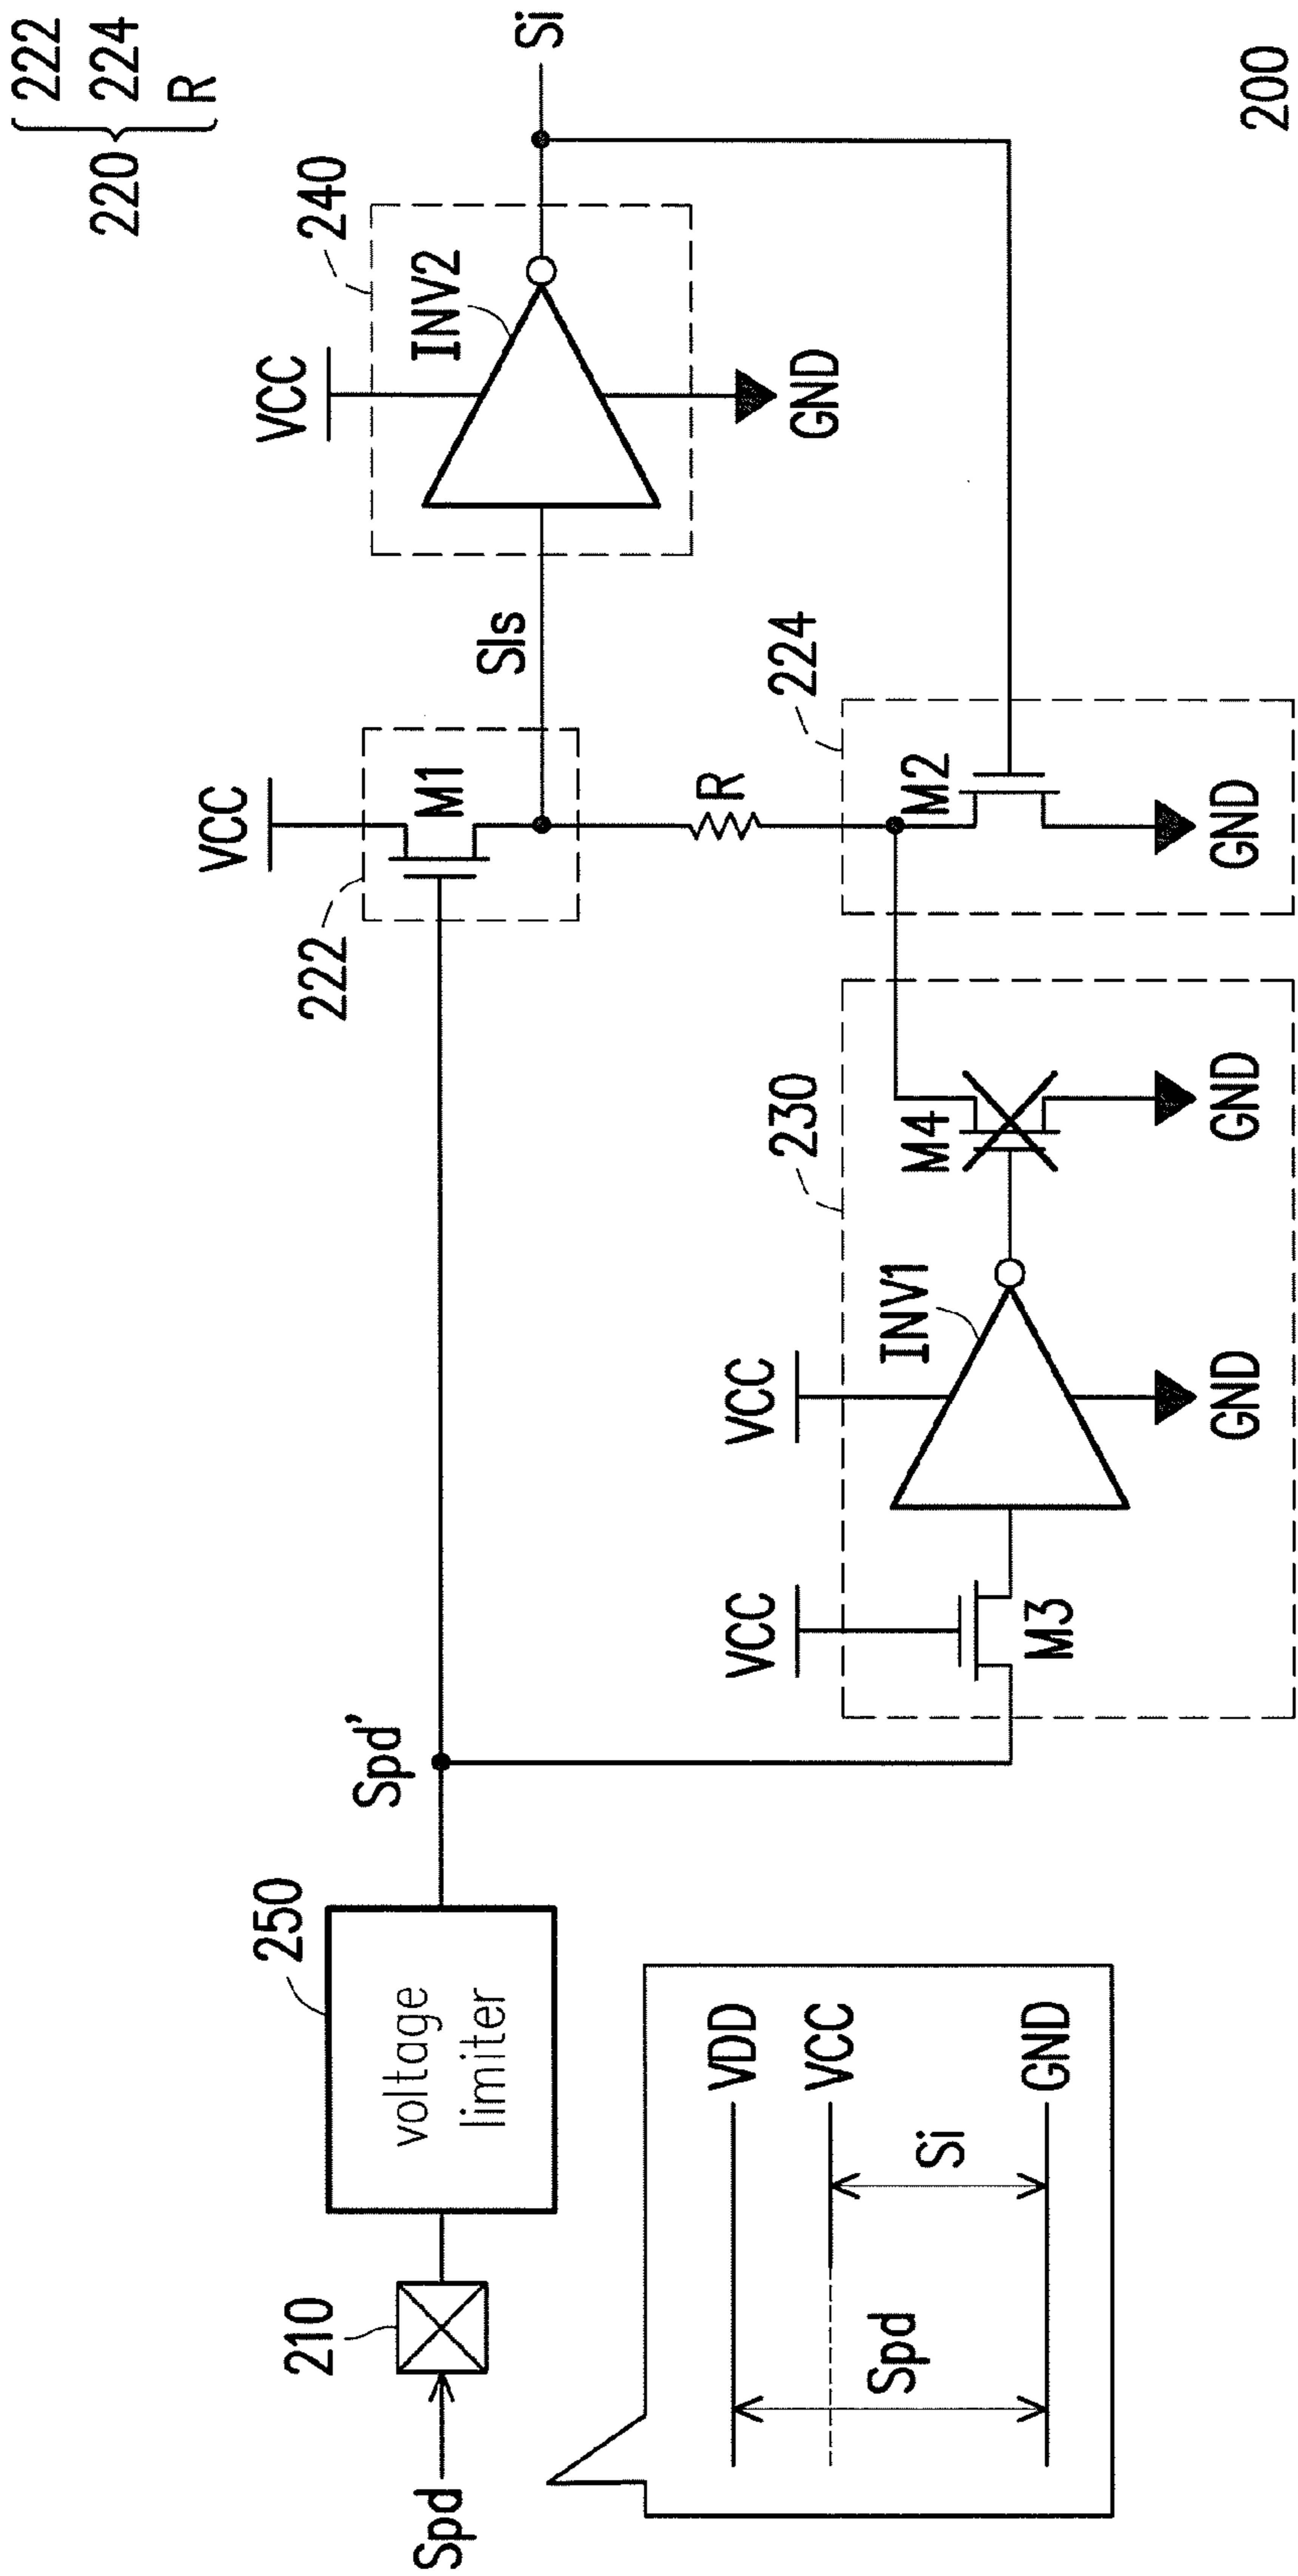 220 { 222
224
R
VCC
240
INV2
Si
VCC
222
M1
SIs
GND
250
Spd'
R
224
voltage
limiter
210
Spd
VCC
VCC
230
INV1
M4
M2
M3
GND
GND
GND
VDD
VCC
Spd
Si
GND
200